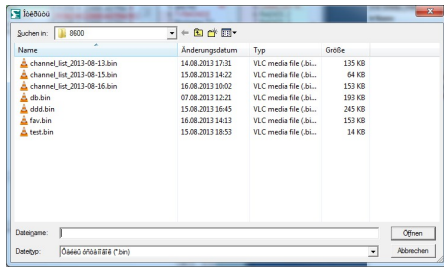 Îòêðûòü
Suchen in: 8600
Name Änderungsdatum Typ Größe
channel_list_2013-08-13.bin 14.08.2013 17:31 VLC media file (.bi... 135 KB
channel_list_2013-08-15.bin 15.08.2013 14:22 VLC media file (.bi... 64 KB
channel_list_2013-08-16.bin 16.08.2013 10:02 VLC media file (.bi... 153 KB
db.bin 07.08.2013 12:21 VLC media file (.bi... 193 KB
ddd.bin 15.08.2013 16:45 VLC media file (.bi... 245 KB
fav.bin 16.08.2013 14:13 VLC media file (.bi... 153 KB
test.bin 15.08.2013 18:53 VLC media file (.bi... 14 KB
Dateiname: Öffnen
Dateityp: (*.bin) Abbrechen